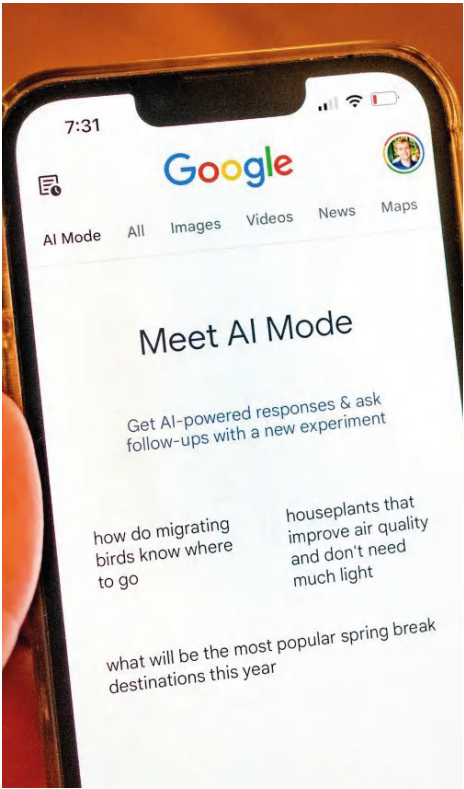 7:31
Google
AI Mode All Images Videos News Maps
Meet AI Mode
Get AI-powered responses & ask
follow-ups with a new experiment
how do migrating
birds know where
to go
houseplants that
improve air quality
and don't need
much light
what will be the most popular spring break
destinations this year